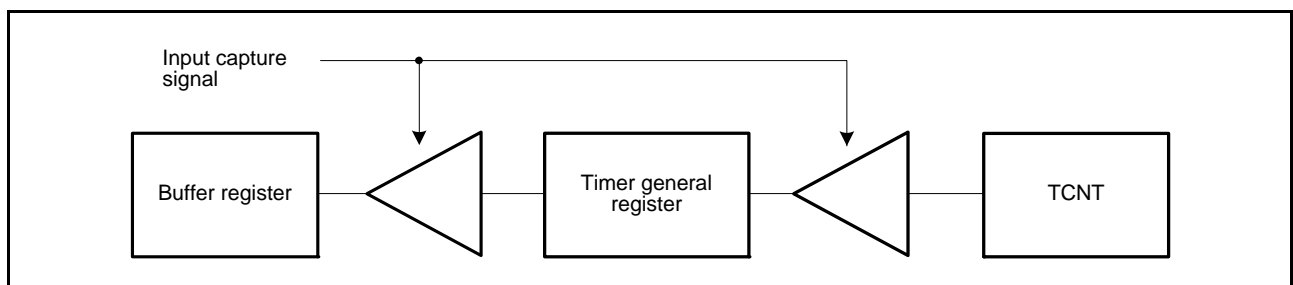 Input capture
signal
Buffer register
Timer general
register
TCNT